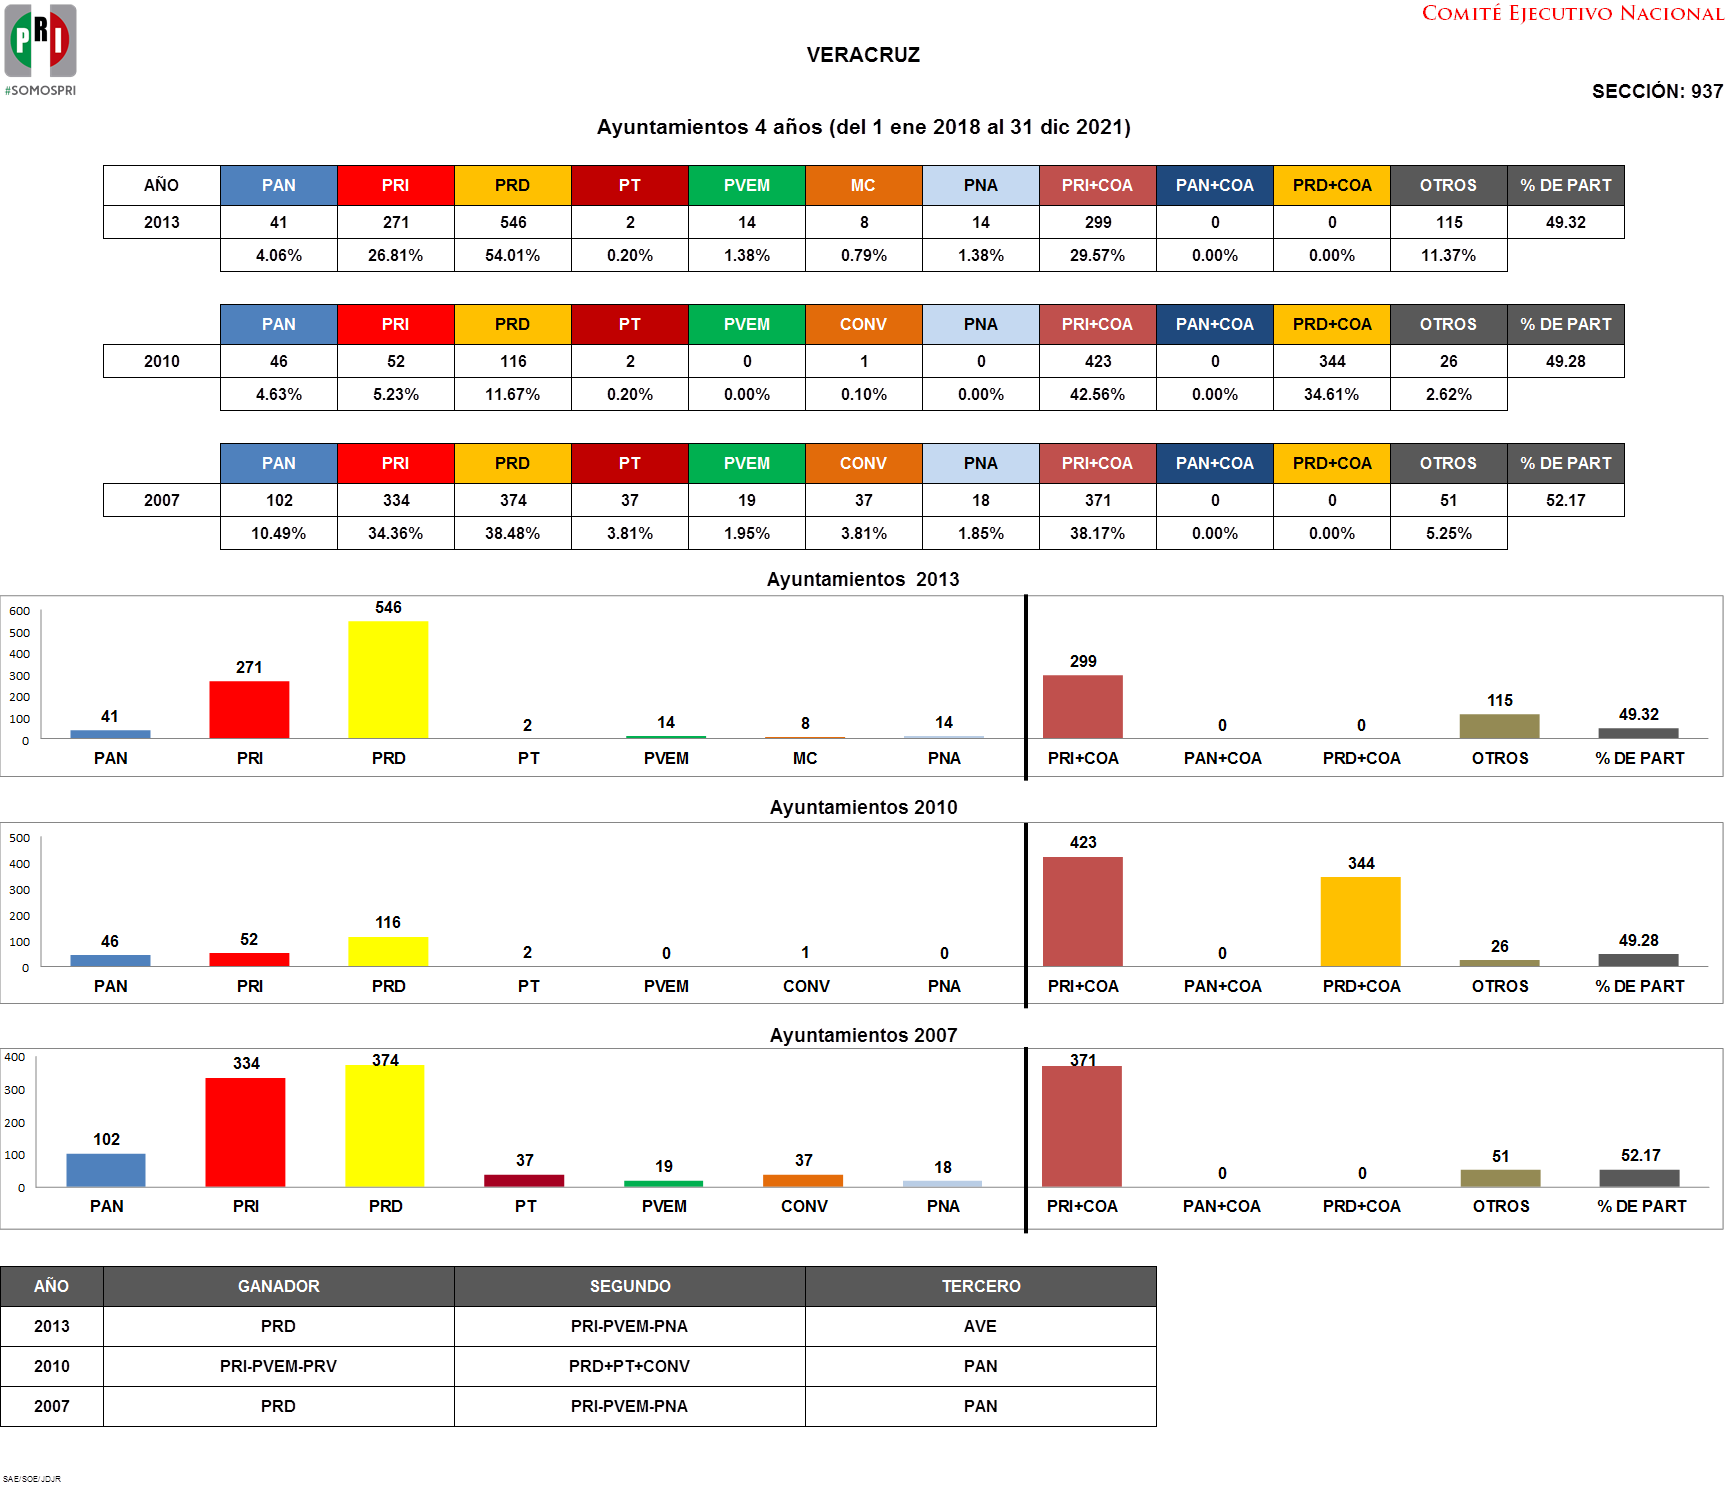 PRI
#SOMOSPRI
COMITÉ EJECUTIVO NACIONAL
VERACRUZ
SECCIÓN: 937
Ayuntamientos 4 años (del 1 ene 2018 al 31 dic 2021)
AÑO PAN PRI PRD PT PVEM MC PNA PRI+COA PAN+COA PRD+COA OTROS % DE PART
2013 41 271 546 2 14 8 14 299 0 0 115 49.32
4.06% 26.81% 54.01% 0.20% 1.38% 0.79% 1.38% 29.57% 0.00% 0.00% 11.37%
PAN PRI PRD PT PVEM CONV PNA PRI+COA PAN+COA PRD+COA OTROS % DE PART
2010 46 52 116 2 0 1 0 423 0 344 26 49.28
4.63% 5.23% 11.67% 0.20% 0.00% 0.10% 0.00% 42.56% 0.00% 34.61% 2.62%
PAN PRI PRD PT PVEM CONV PNA PRI+COA PAN+COA PRD+COA OTROS % DE PART
2007 102 334 374 37 19 37 18 371 0 0 51 52.17
10.49% 34.36% 38.48% 3.81% 1.95% 3.81% 1.85% 38.17% 0.00% 0.00% 5.25%
Ayuntamientos 2013
600
500
400
300
200
100
0
41 271 546 2 14 8 14 299 0 0 115 49.32
PAN PRI PRD PT PVEM MC PNA PRI+COA PAN+COA PRD+COA OTROS % DE PART
Ayuntamientos 2010
500
400
300
200
100
0
46 52 116 2 0 1 0 423 0 344 26 49.28
PAN PRI PRD PT PVEM CONV PNA PRI+COA PAN+COA PRD+COA OTROS % DE PART
Ayuntamientos 2007
400
300
200
100
0
102 334 374 37 19 37 18 371 0 0 51 52.17
PAN PRI PRD PT PVEM CONV PNA PRI+COA PAN+COA PRD+COA OTROS % DE PART
AÑO GANADOR SEGUNDO TERCERO
2013 PRD PRI-PVEM-PNA AVE
2010 PRI-PVEM-PRV PRD+PT+CONV PAN
2007 PRD PRI-PVEM-PNA PAN
SAE/SOE/JDJR